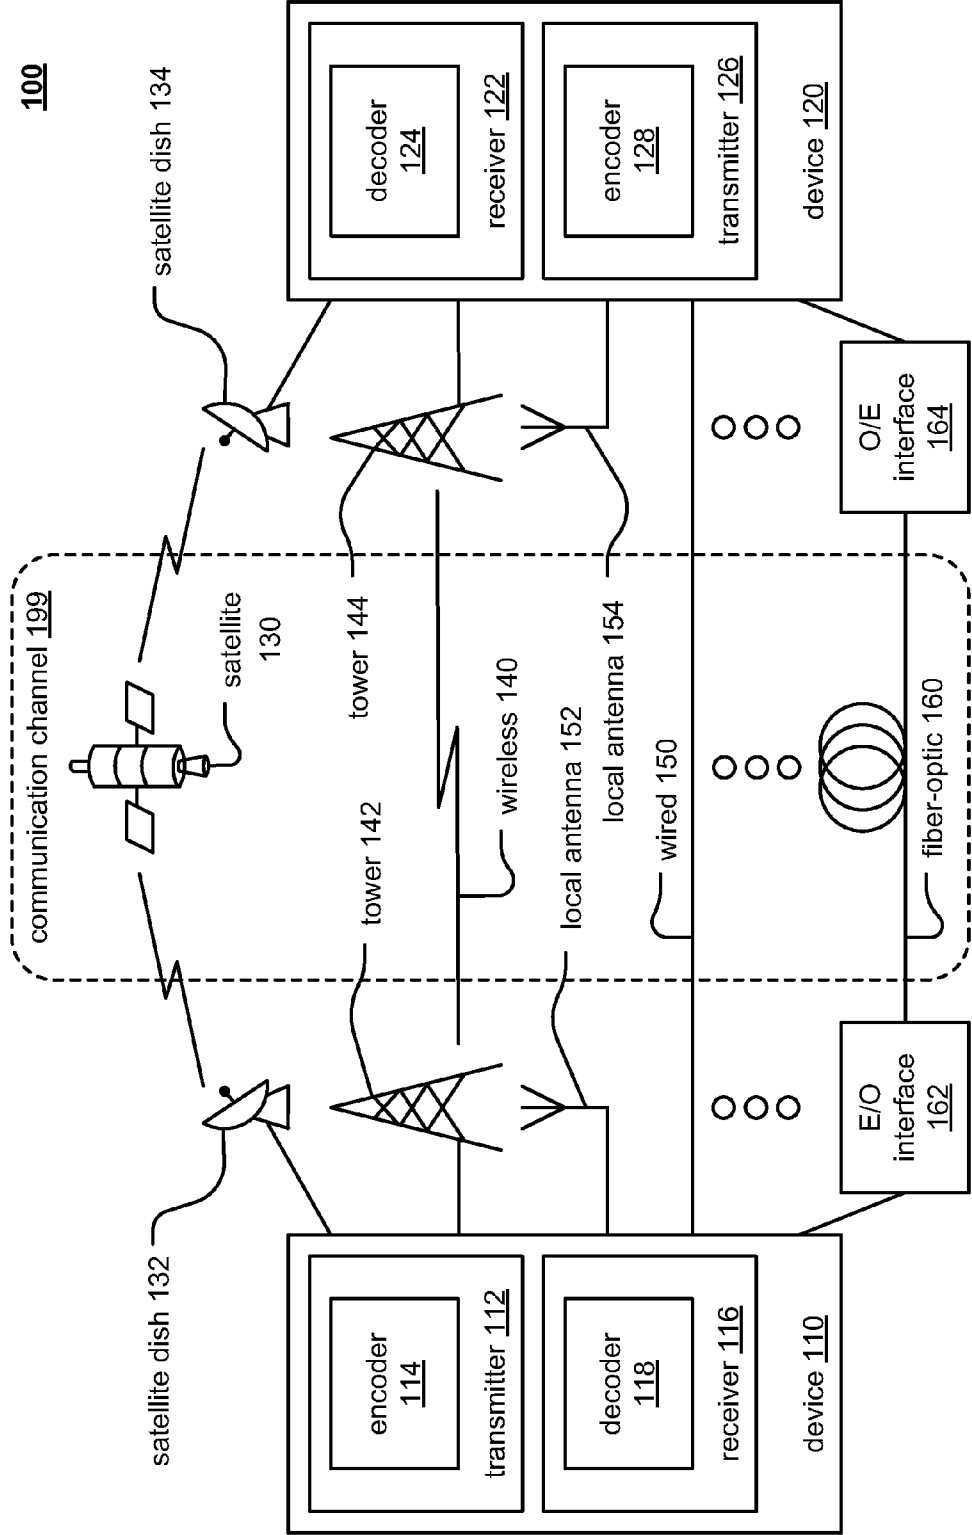 100
communication channel 199
satellite dish 132
satellite
130
satellite dish 134
tower 142
tower 144
wireless 140
local antenna 152
local antenna 154
wired 150
fiber-optic 160
encoder
114
transmitter 112
decoder
118
receiver 116
device 110
decoder
124
receiver 122
encoder
128
transmitter 126
device 120
E/O
interface
162
O/E
interface
164